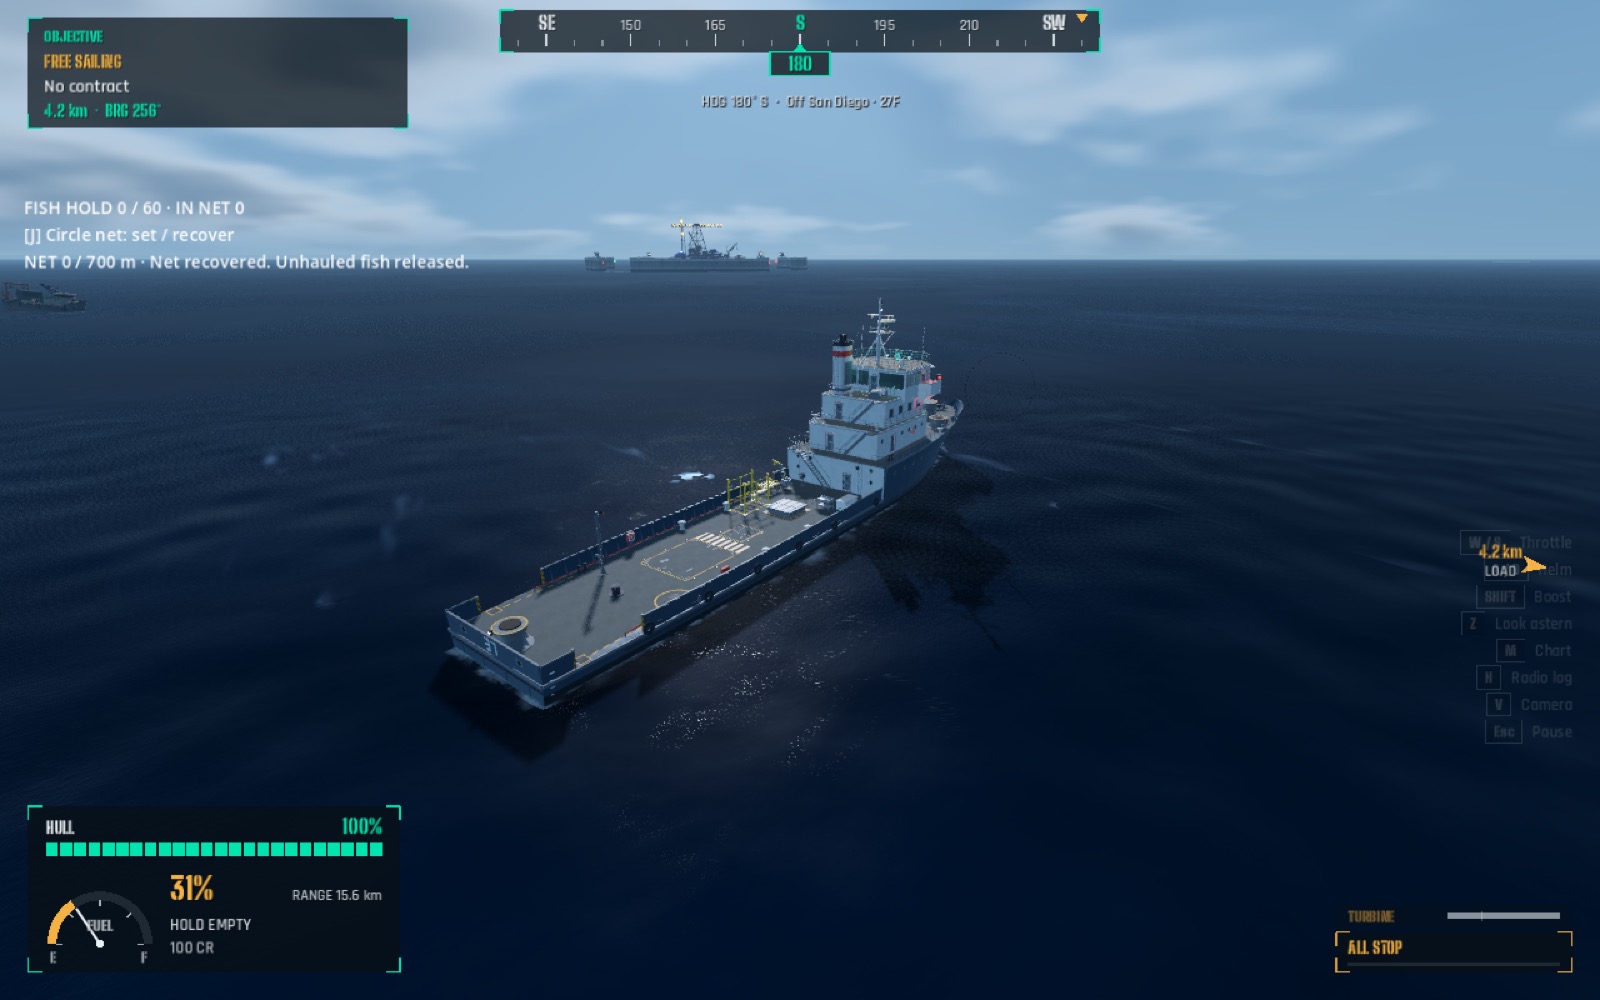 OBJECTIVE
FREE SAILING
No contract
4.2 km · BRG 256°
SE 150 165 S 195 210 SW
180
HDG 180° S · Off San Diego · 27F
FISH HOLD 0 / 60 · IN NET 0
[J] Circle net: set / recover
NET 0 / 700 m · Net recovered. Unhauled fish released.
Throttle
4.2 km
LOAD
SHIFT Boost
Z Look astern
M Chart
Radio log
V Camera
Esc Pause
HULL 100%
31% RANGE 15.6 km
FUEL
HOLD EMPTY
100 CR
E F
TURBINE
ALL STOP